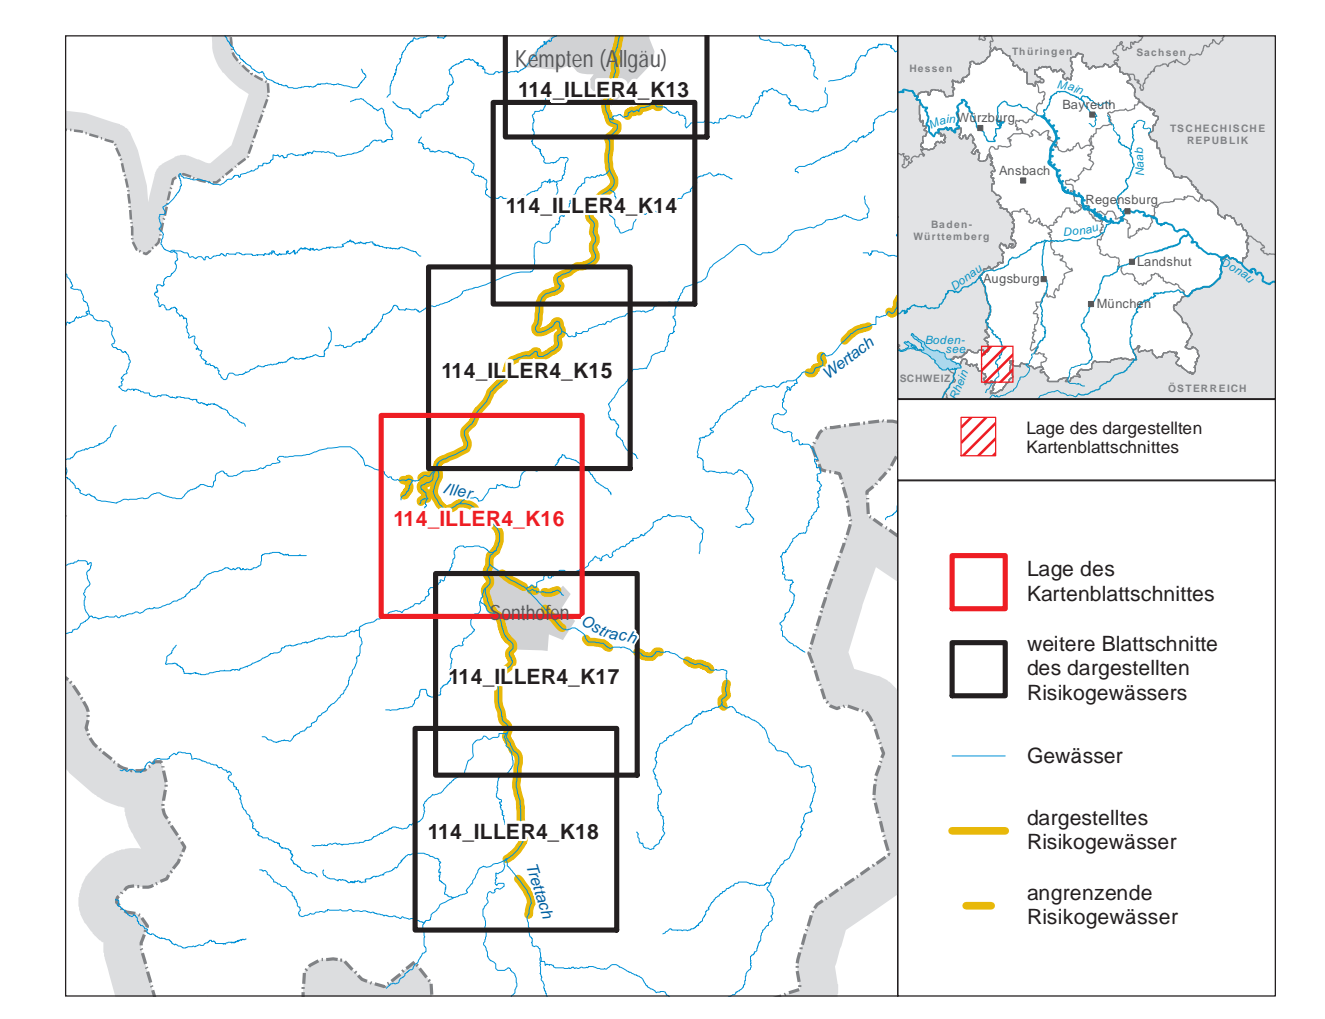 Kempten (Allgäu)
114_ILLER4_K13
114_ILLER4_K14
114_ILLER4_K15
Wertach
Iller
114_ILLER4_K16
Sonthofen
Ostrach
114_ILLER4_K17
114_ILLER4_K18
Trettach
Thüringen
Sachsen
Hessen
Main
Bayreuth
Main
Würzburg
TSCHECHISCHE
REPUBLIK
Naab
Ansbach
Regensburg
Baden-
Württemberg
Donau
Landshut
Donau
Donau
Augsburg
München
Boden-
see
SCHWEIZ
Rhein
ÖSTERREICH
Lage des dargestellten
Kartenblattschnittes
Lage des
Kartenblattschnittes
weitere Blattschnitte
des dargestellten
Risikogewässers
Gewässer
dargestelltes
Risikogewässer
angrenzende
Risikogewässer